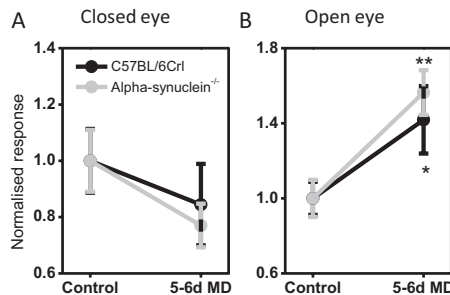 A Closed eye
B Open eye
Normalised response
1.4
1.2
1.0
0.8
0.6
C57BL/6Crl
Alpha-synuclein-/-
Control 5-6d MD
1.8
1.4
1.0
0.6
**
*
Control 5-6d MD